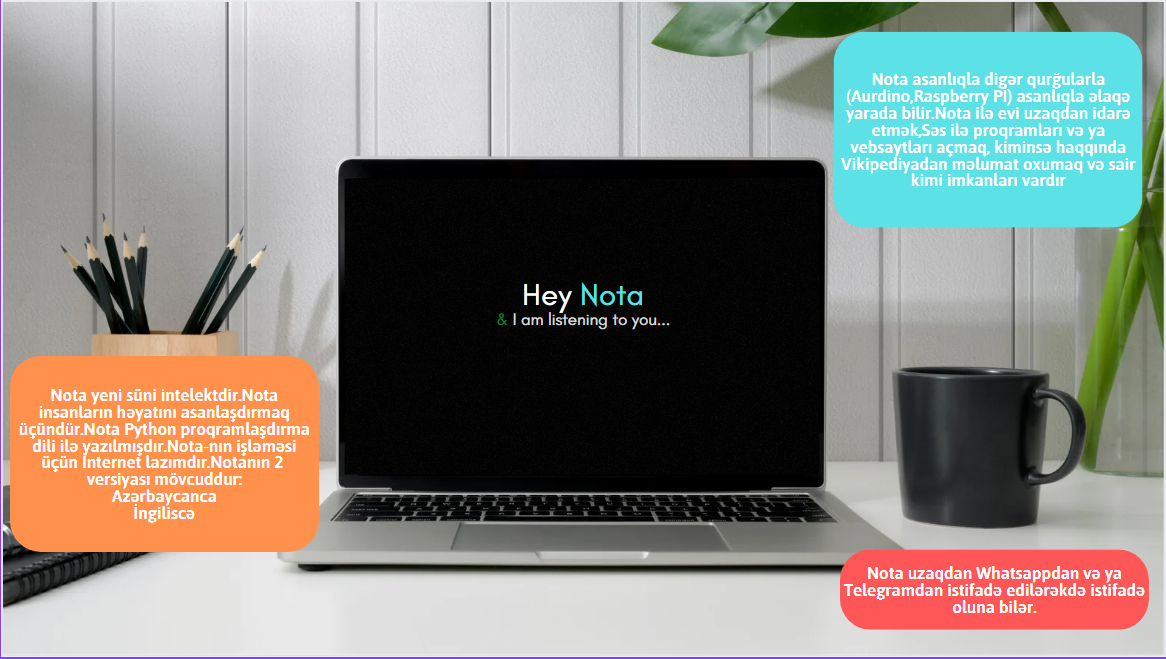 Nota asanlıqla digər qurğularla
(Aurdino,Raspberry Pİ) asanlıqla əlaqə
yarada bilir.Nota ilə evi uzaqdan idarə
etmək,Səs ilə proqramları və ya
vebsaytları açmaq, kiminsə haqqında
Vikipediyadan məlumat oxumaq və sair
kimi imkanları vardır
Hey Nota
& I am listening to you...
Nota yeni süni intelektdir.Nota
insanların həyatını asanlaşdırmaq
üçündür.Nota Python proqramlaşdırma
dili ilə yazılmışdır.Nota-nın işləməsi
üçün İnternet lazımdır.Notanın 2
versiyası mövcuddur:
Azərbaycanca
İngiliscə
Nota uzaqdan Whatsappdan və ya
Telegramdan istifadə edilərəkdə istifadə
oluna bilər.